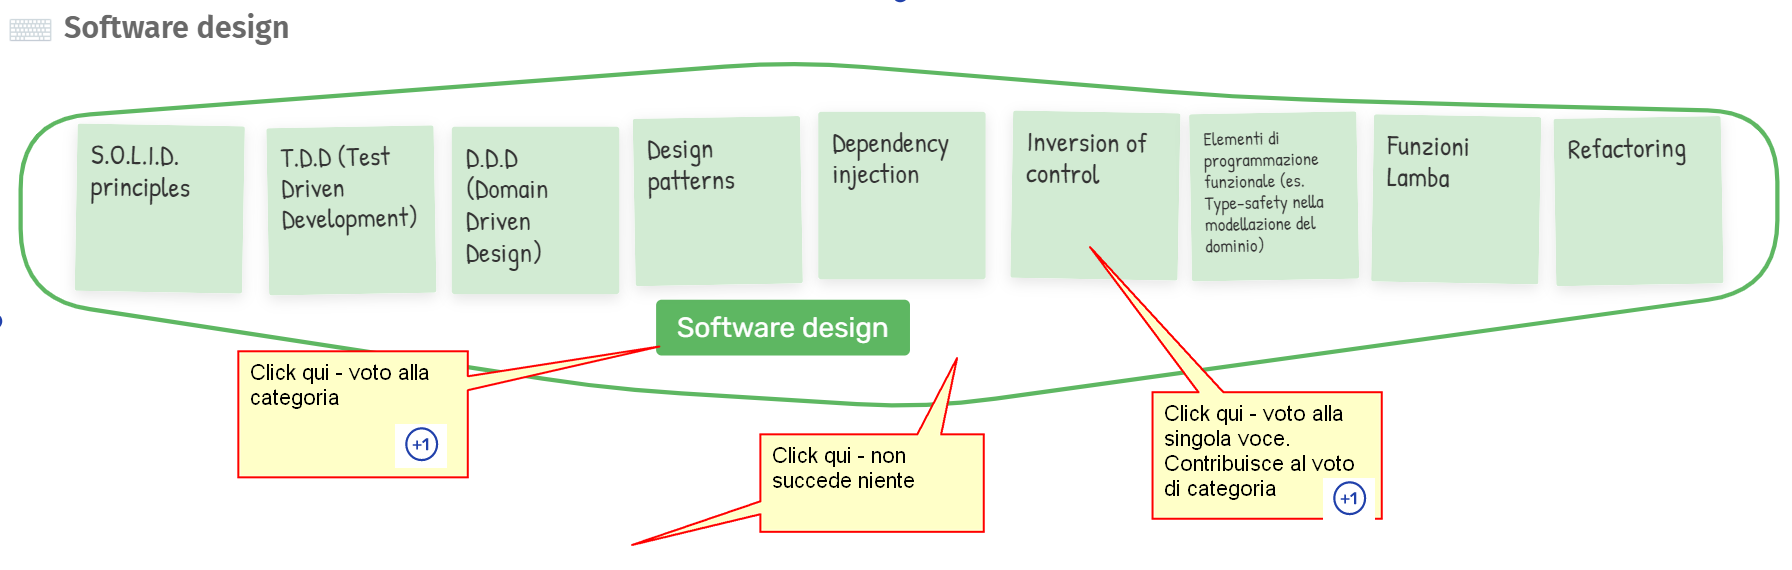 Software design
S.O.L.I.D.
principles
T.D.D (Test
Driven
Development)
D.D.D
(Domain
Driven
Design)
Design
patterns
Dependency
injection
Inversion of
control
Elementi di
programmazione
funzionale (es.
Type-safety nella
modellazione del
dominio)
Funzioni
Lamba
Refactoring
Software design
Click qui - voto alla
categoria
+1
Click qui - non
succede niente
Click qui - voto alla
singola voce.
Contribuisce al voto
di categoria
+1